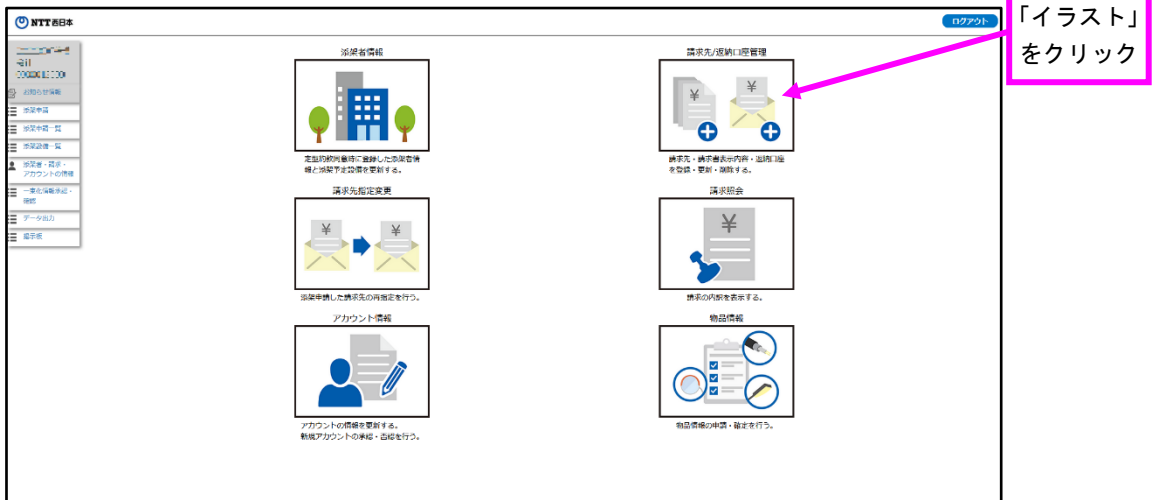 NTT西日本
ログアウト
「イラスト」
をクリック
お知らせ情報
添架申請
添架申請一覧
添架設備一覧
添架者・請求・
アカウントの情報
一束化情報承認・
確認
データ出力
掲示板
添架者情報
定型約款同意時に登録した添架者情
報と添架予定設備を更新する。
請求先/返納口座管理
¥
¥
請求先・請求書表示内容・返納口座
を登録・更新・削除する。
請求先指定変更
¥
¥
添架申請した請求先の再指定を行う。
請求照会
¥
請求の内訳を表示する。
アカウント情報
アカウントの情報を更新する。
新規アカウントの承認・否認を行う。
物品情報
物品情報の申請・確定を行う。